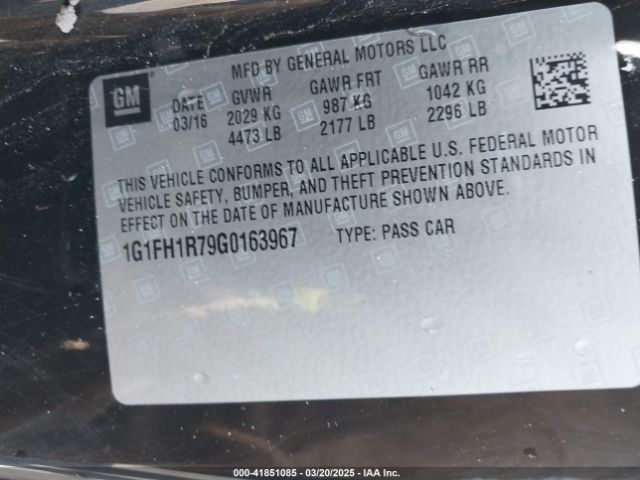 GM
MFD BY GENERAL MOTORS LLC
DATE GVWR GAWR FRT GAWR RR
03/16 2029 KG 987 KG 1042 KG
4473 LB 2177 LB 2296 LB
THIS VEHICLE CONFORMS TO ALL APPLICABLE U.S. FEDERAL MOTOR
VEHICLE SAFETY, BUMPER, AND THEFT PREVENTION STANDARDS IN
EFFECT ON THE DATE OF MANUFACTURE SHOWN ABOVE.
1G1FH1R79G0163967 TYPE: PASS CAR
000-41851085 — 03/20/2025 — IAA Inc.